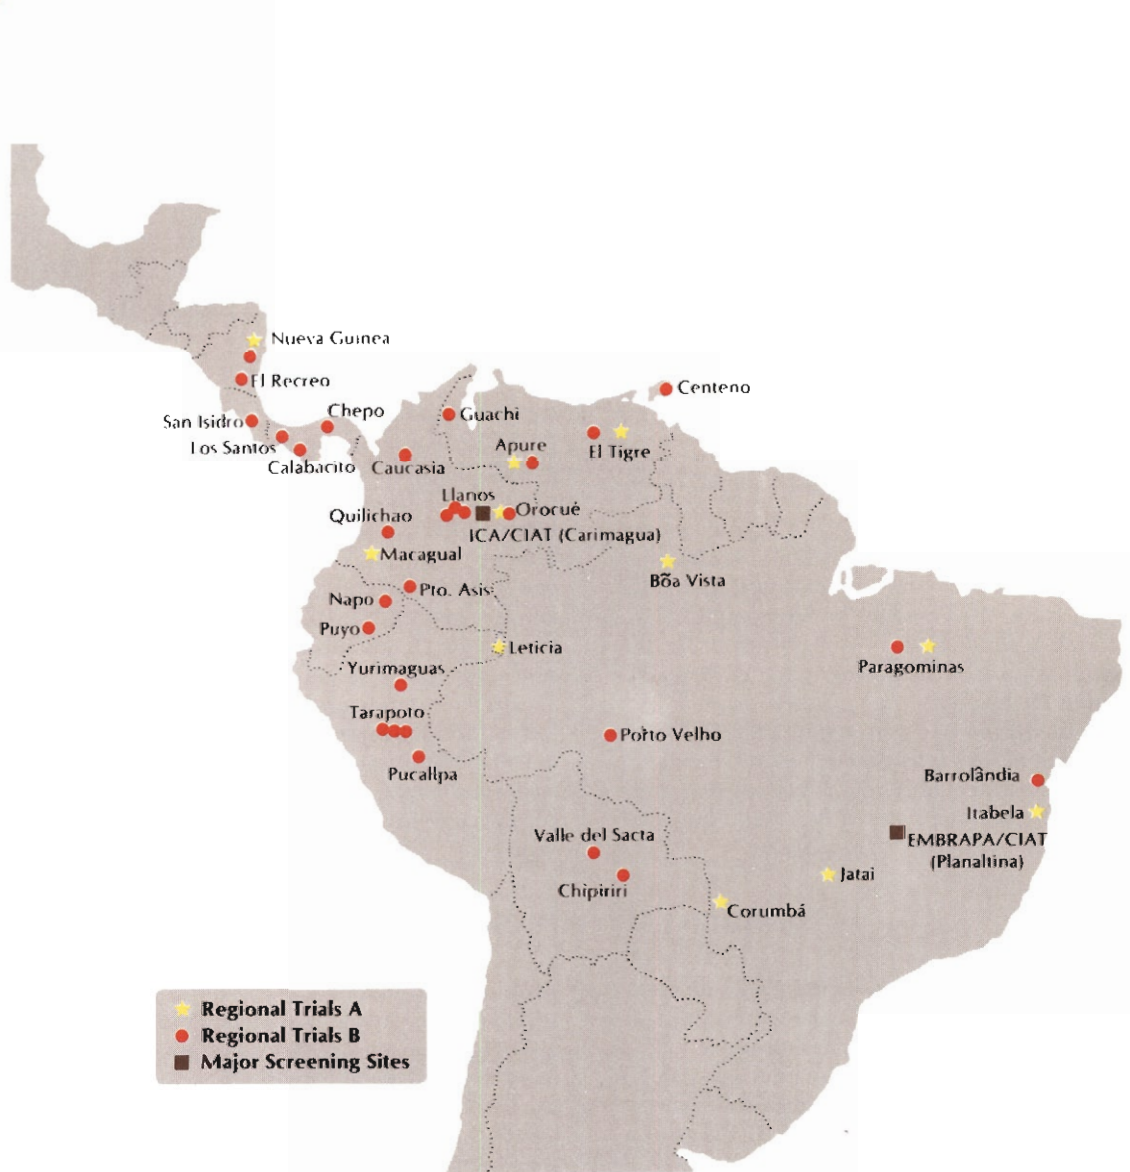 Nueva Guinea
El Recreo
Centeno
Chepo
Guachi
San Isidro
Los Santos
Apure
El Tigre
Calabacito
Caucasia
Llanos
Quilichao
Orocué
ICA/CIAT (Carimagua)
Macagual
Bõa Vista
Pto. Asis
Napo
Puyo
Leticia
Paragominas
Yurimaguas
Tarapoto
Porto Velho
Pucallpa
Barrolândia
Itabela
Valle del Sacta
EMBRAPA/CIAT
(Planaltina)
Jatai
Chipiriri
Corumbá
Regional Trials A
Regional Trials B
Major Screening Sites